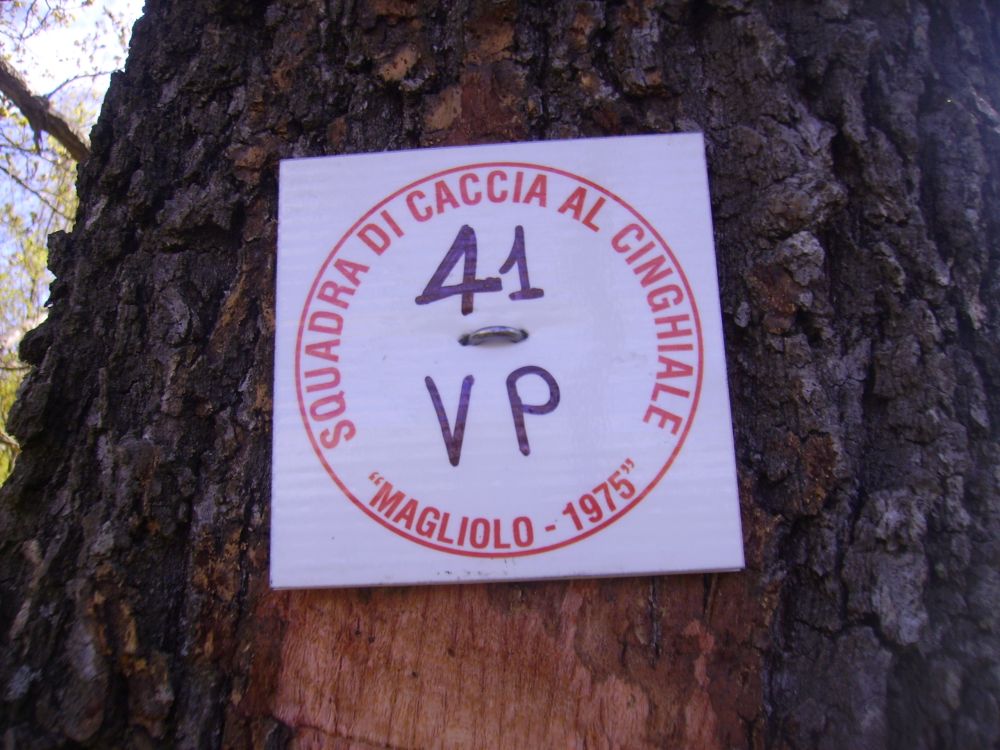 SQUADRA DI CACCIA AL CINGHIALE
41
VP
“MAGLIOLO - 1975”